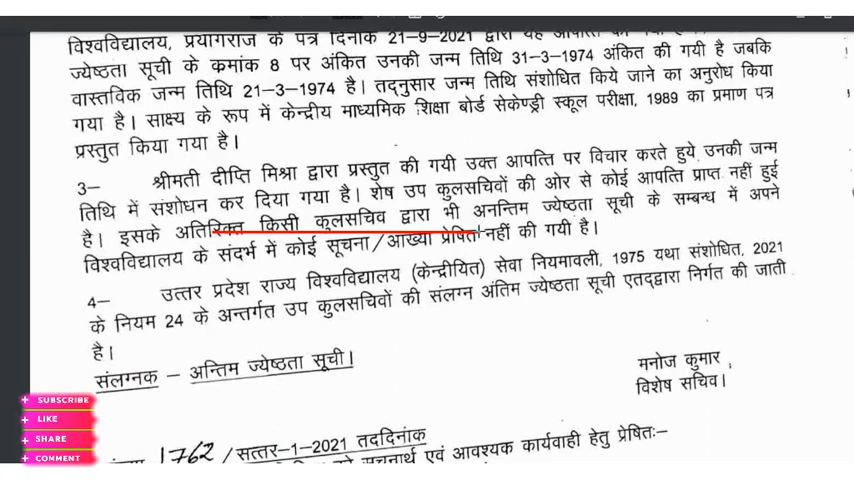 विश्वविद्यालय, प्रयागराज के पत्र दिनांक 21-9-2021 द्वारा यह आपत्ति
ज्येष्ठता सूची के कमांक 8 पर अंकित उनकी जन्म तिथि 31-3-1974 अंकित की गयी है जबकि
वास्तविक जन्म तिथि 21-3-1974 है। तद्नुसार जन्म तिथि संशोधित किये जाने का अनुरोध किया
गया है। साक्ष्य के रूप में केन्द्रीय माध्यमिक शिक्षा बोर्ड सेकेण्ड्री स्कूल परीक्षा, 1989 का प्रमाण पत्र
प्रस्तुत किया गया है।
3— श्रीमती दीप्ति मिश्रा द्वारा प्रस्तुत की गयी उक्त आपत्ति पर विचार करते हुये उनकी जन्म
तिथि में संशोधन कर दिया गया है। शेष उप कुलसचिवों की ओर से कोई आपत्ति प्राप्त नहीं हुई
है। इसके अतिरिक्त किसी कुलसचिव द्वारा भी अनन्तिम ज्येष्ठता सूची के सम्बन्ध में अपने
विश्वविद्यालय के संदर्भ में कोई सूचना/आख्या प्रेषित नहीं की गयी है।
4— उत्तर प्रदेश राज्य विश्वविद्यालय (केन्द्रीयित) सेवा नियमावली, 1975 यथा संशोधित, 2021
के नियम 24 के अन्तर्गत उप कुलसचिवों की संलग्न अंतिम ज्येष्ठता सूची एतद्द्वारा निर्गत की जाती
है।
संलग्नक – अन्तिम ज्येष्ठता सूची।
मनोज कुमार
विशेष सचिव।
1762 / सत्तर-1-2021 तददिनांक
सूचनार्थ एवं आवश्यक कार्यवाही हेतु प्रेषितः–
+ SUBSCRIBE
+ LIKE
+ SHARE
+ COMMENT